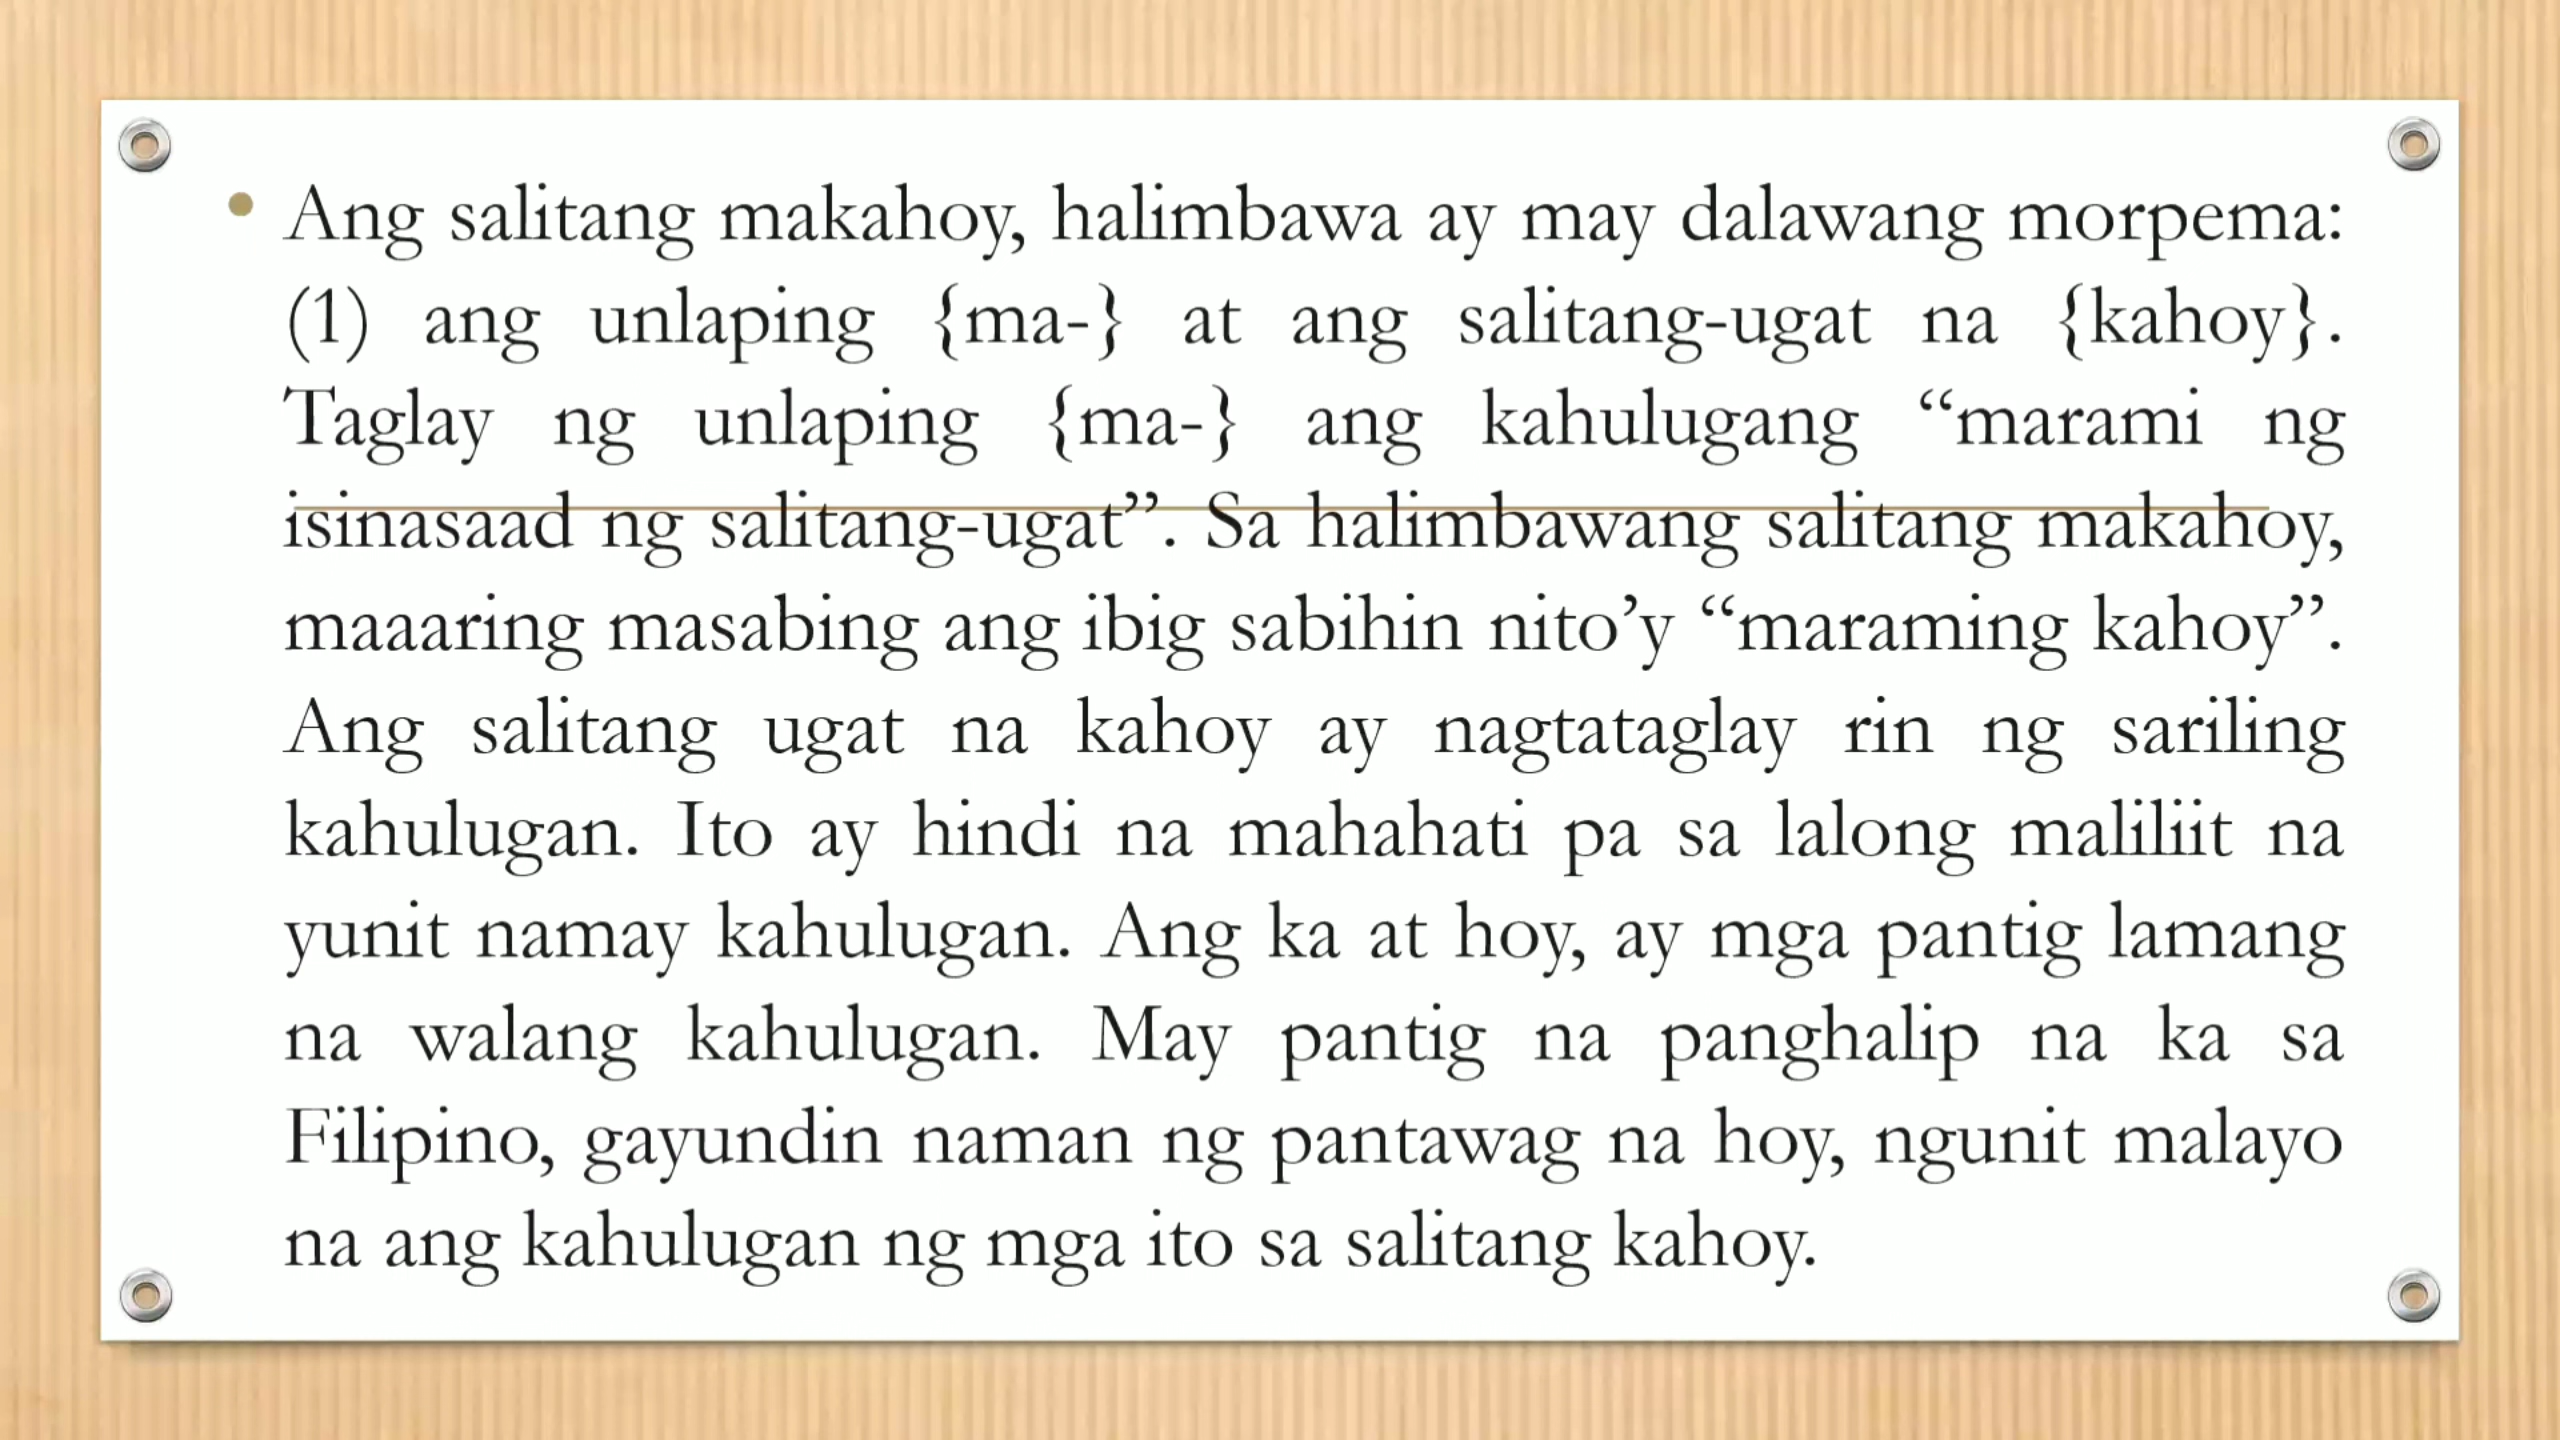 • Ang salitang makahoy, halimbawa ay may dalawang morpema:
(1) ang unlaping {ma-} at ang salitang-ugat na {kahoy}.
Taglay ng unlaping {ma-} ang kahulugang “marami ng
isinasaad ng salitang-ugat”. Sa halimbawang salitang makahoy,
maaaring masabing ang ibig sabihin nito’y “maraming kahoy”.
Ang salitang ugat na kahoy ay nagtataglay rin ng sariling
kahulugan. Ito ay hindi na mahahati pa sa lalong maliliit na
yunit namay kahulugan. Ang ka at hoy, ay mga pantig lamang
na walang kahulugan. May pantig na panghalip na ka sa
Filipino, gayundin naman ng pantawag na hoy, ngunit malayo
na ang kahulugan ng mga ito sa salitang kahoy.